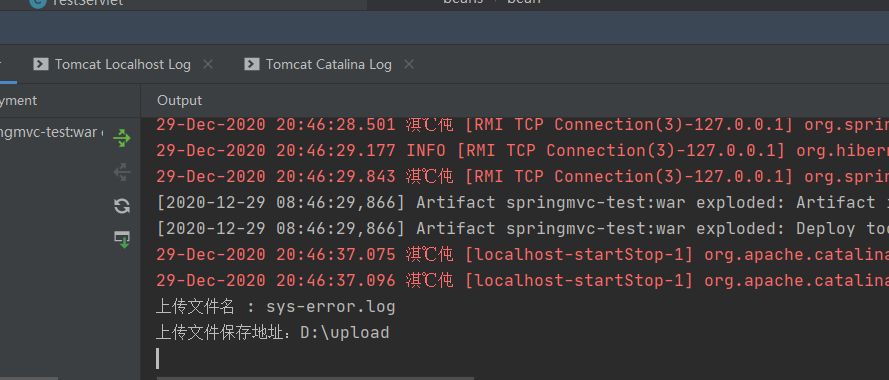 TestServlet
beans › bean
Tomcat Localhost Log
Tomcat Catalina Log
yment
Output
ngmvc-test:war
29-Dec-2020 20:46:28.501 淇℃伅 [RMI TCP Connection(3)-127.0.0.1] org.sprin
29-Dec-2020 20:46:29.177 INFO [RMI TCP Connection(3)-127.0.0.1] org.hibern
29-Dec-2020 20:46:29.843 淇℃伅 [RMI TCP Connection(3)-127.0.0.1] org.sprin
[2020-12-29 08:46:29,866] Artifact springmvc-test:war exploded: Artifact i
[2020-12-29 08:46:29,866] Artifact springmvc-test:war exploded: Deploy too
29-Dec-2020 20:46:37.075 淇℃伅 [localhost-startStop-1] org.apache.catalina
29-Dec-2020 20:46:37.096 淇℃伅 [localhost-startStop-1] org.apache.catalina
上传文件名 : sys-error.log
上传文件保存地址：D:\upload